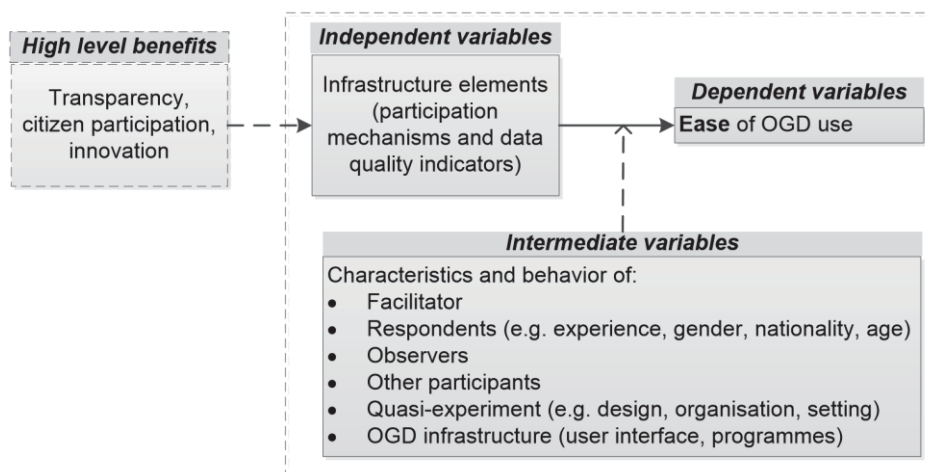 High level benefits
Transparency,
citizen participation,
innovation
Independent variables
Infrastructure elements
(participation
mechanisms and data
quality indicators)
Dependent variables
Ease of OGD use
Intermediate variables
Characteristics and behavior of:
• Facilitator
• Respondents (e.g. experience, gender, nationality, age)
• Observers
• Other participants
• Quasi-experiment (e.g. design, organisation, setting)
• OGD infrastructure (user interface, programmes)